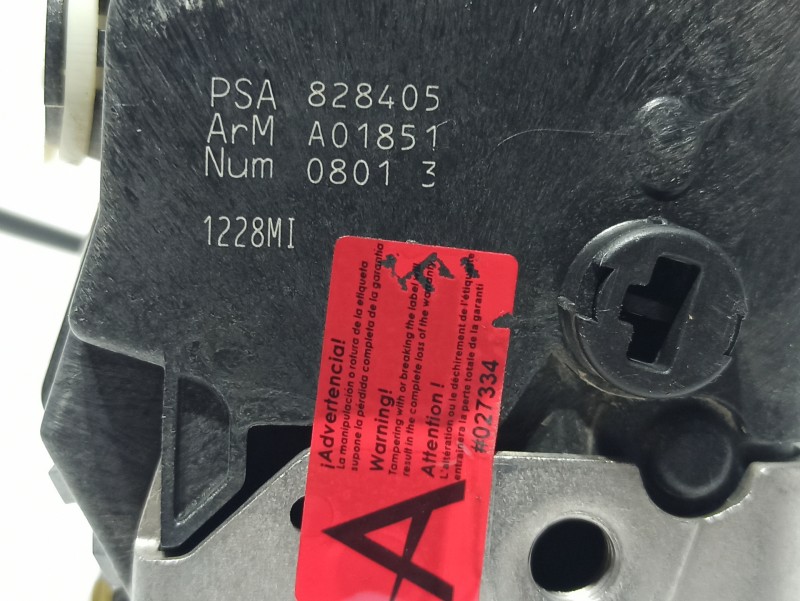 PSA 828405
ArM A01851
Num 0801 3
1228MI
¡Advertencia!
La manipulación o rotura de la etiqueta
supone la pérdida completa de la garantía
Warning!
Tampering with or breaking the label will
result in the complete loss of the warranty
Attention !
L'altération ou le déchirement de l'étiquette
entraînera la perte totale de la garanti
#027334
A